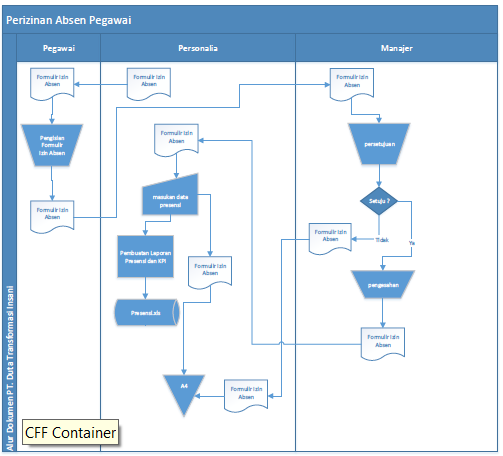 Perizinan Absen Pegawai
Pegawai
Personalia
Manajer
Formulir Izin
Absen
Formulir Izin
Absen
Formulir Izin
Absen
Pengisian
Formulir
Izin Absen
Formulir Izin
Absen
persetujuan
Formulir Izin
Absen
masukan data
presensi
Setuju ?
Formulir Izin
Absen
Tidak
Ya
Pembuatan Laporan
Presensi dan KPI
Formulir Izin
Absen
pengesahan
Presensi.xls
Formulir Izin
Absen
A4
Formulir Izin
Absen
Alur Dokumen PT. Duta Transformasi Insani
CFF Container